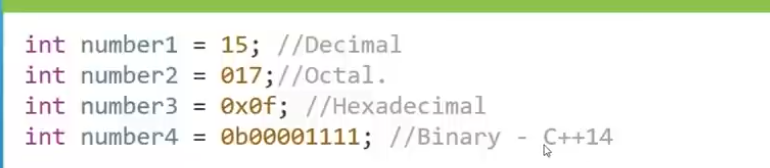 int number1 = 15; //Decimal
int number2 = 017;//Octal.
int number3 = 0x0f; //Hexadecimal
int number4 = 0b00001111; //Binary - C++14